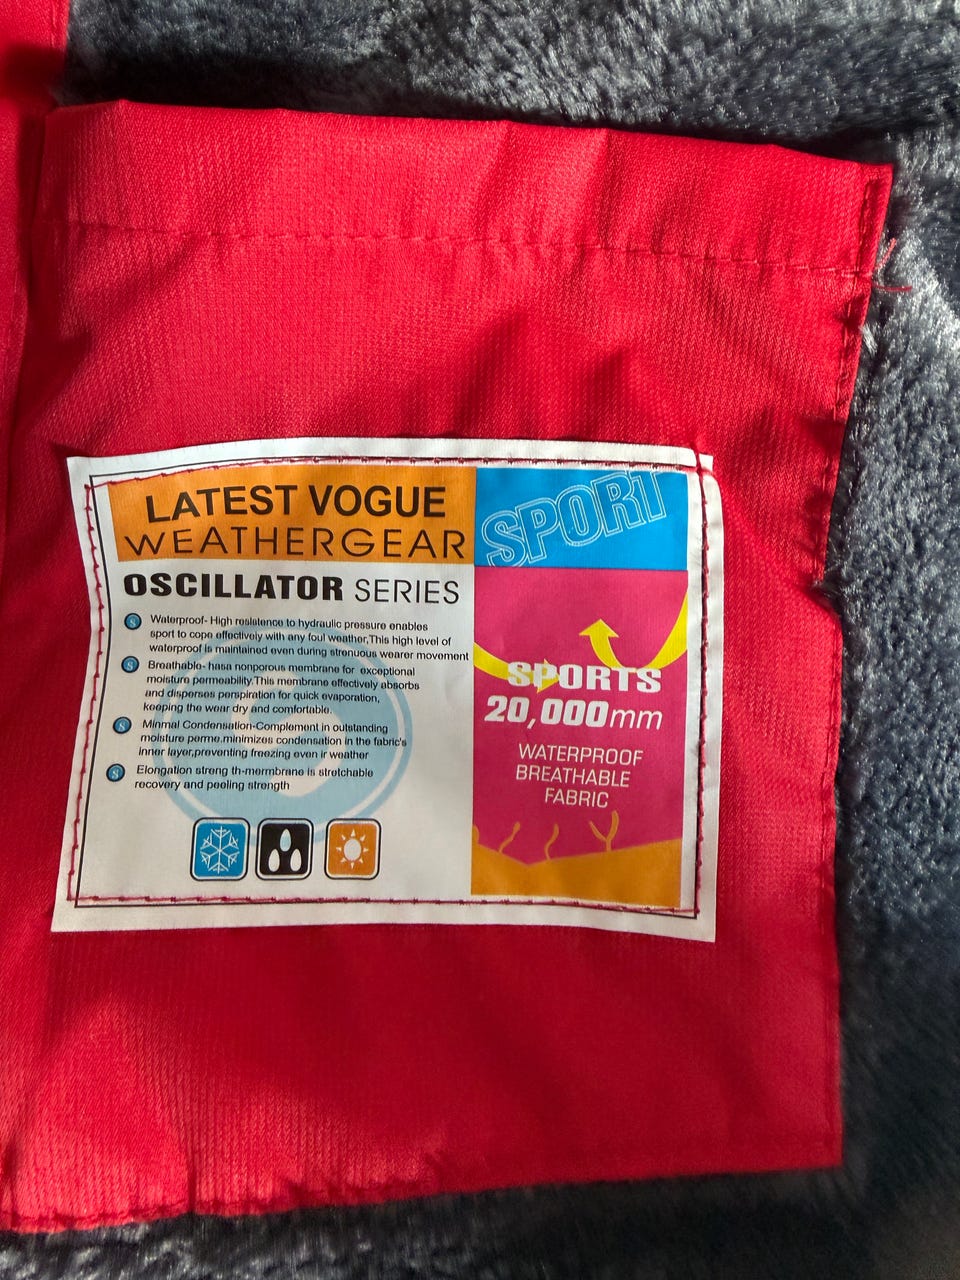 LATEST VOGUE
WEATHERGEAR
SPORT
OSCILLATOR SERIES
S Waterproof- High resistence to hydraulic pressure enables
sport to cope effectively with any foul weather,This high level of
waterproof is maintained even during strenuous wearer movement
S Breathable- hasa nonporous membrane for exceptional
moisture permeability.This membrane effectively absorbs
and disperses perspiration for quick evaporation,
keeping the wear dry and comfortable.
S Minmal Condensation-Complement in outstanding
moisture perme.minimizes condensation in the fabric's
inner layer,preventing freezing even ir weather
S Elongation streng th-mermbrane is stretchable
recovery and peeling strength
SPORTS
20,000mm
WATERPROOF
BREATHABLE
FABRIC